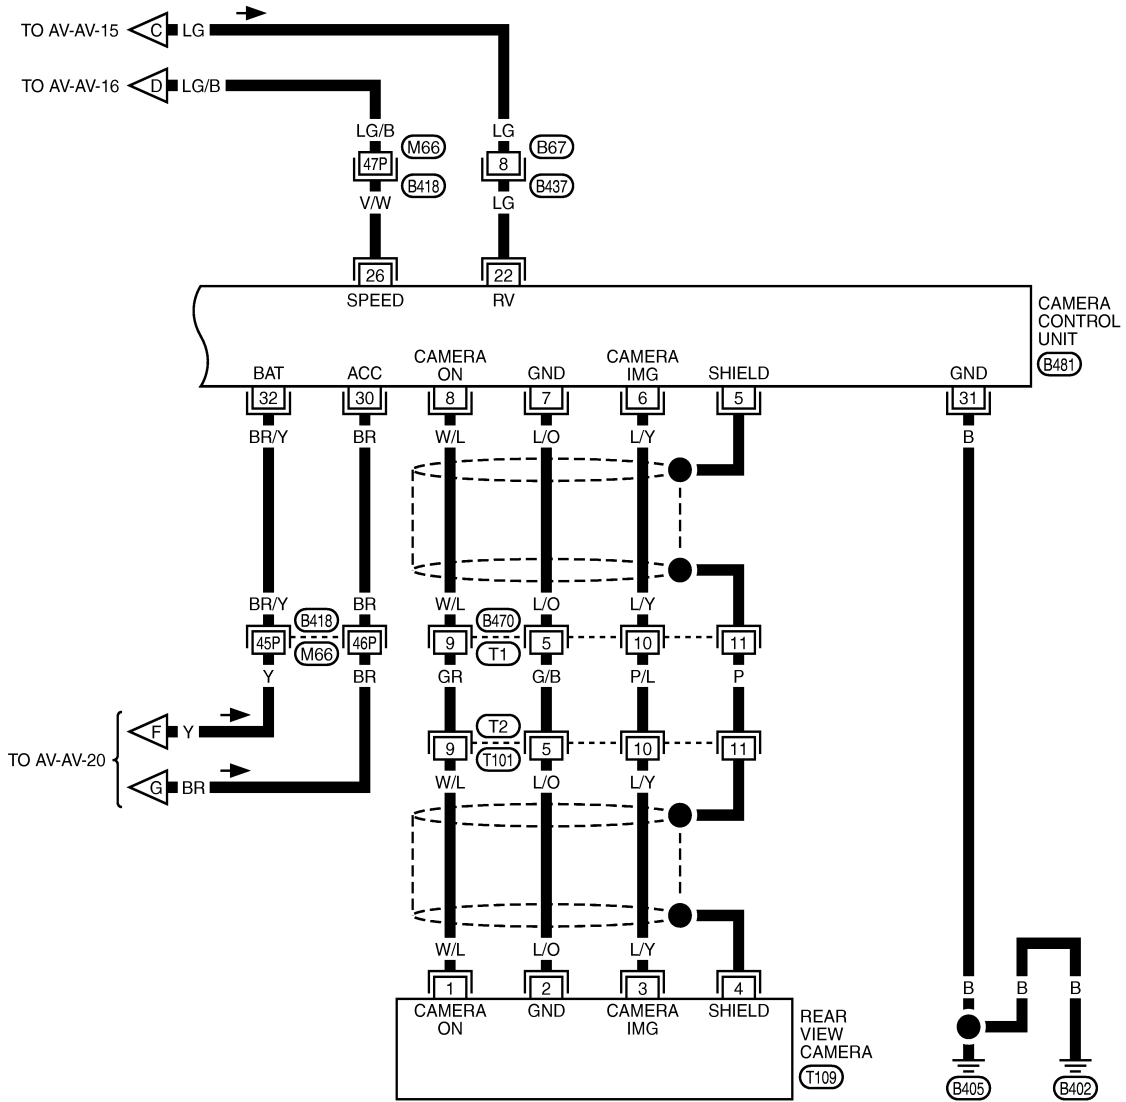 TO AV-AV-15 C LG
TO AV-AV-16 D LG/B
LG/B LG
47P M66 8 B67
B418 B437
V/W LG
26 22
SPEED RV
CAMERA
CONTROL
UNIT
B481
BAT ACC CAMERA
ON GND CAMERA
IMG SHIELD GND
32 30 8 7 6 5 31
BR/Y BR W/L L/O L/Y B
BR/Y BR W/L L/O L/Y
B418 B470
45P 46P 9 5 10 11
M66 T1
Y BR GR G/B P/L P
F Y
TO AV-AV-20
G BR
T2
9 5 10 11
T101
W/L L/O L/Y
W/L L/O L/Y
1 2 3 4
CAMERA
ON GND CAMERA
IMG SHIELD
REAR
VIEW
CAMERA
T109
B B B
B405 B402